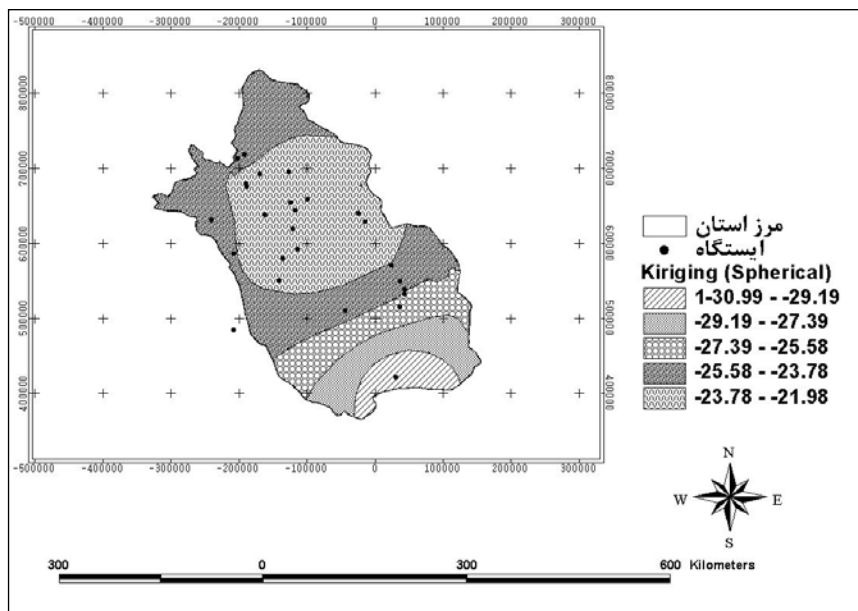 -500000 -400000 -300000 -200000 -100000 0 100000 200000 300000
800000 800000
700000 700000
600000 600000
500000 500000
400000 400000
-500000 -400000 -300000 -200000 -100000 0 100000 200000 300000
مرز استان
ایستگاه
Kiriging (Spherical)
1-30.99 - -29.19
-29.19 - -27.39
-27.39 - -25.58
-25.58 - -23.78
-23.78 - -21.98
N
W E
S
300 0 300 600 Kilometers